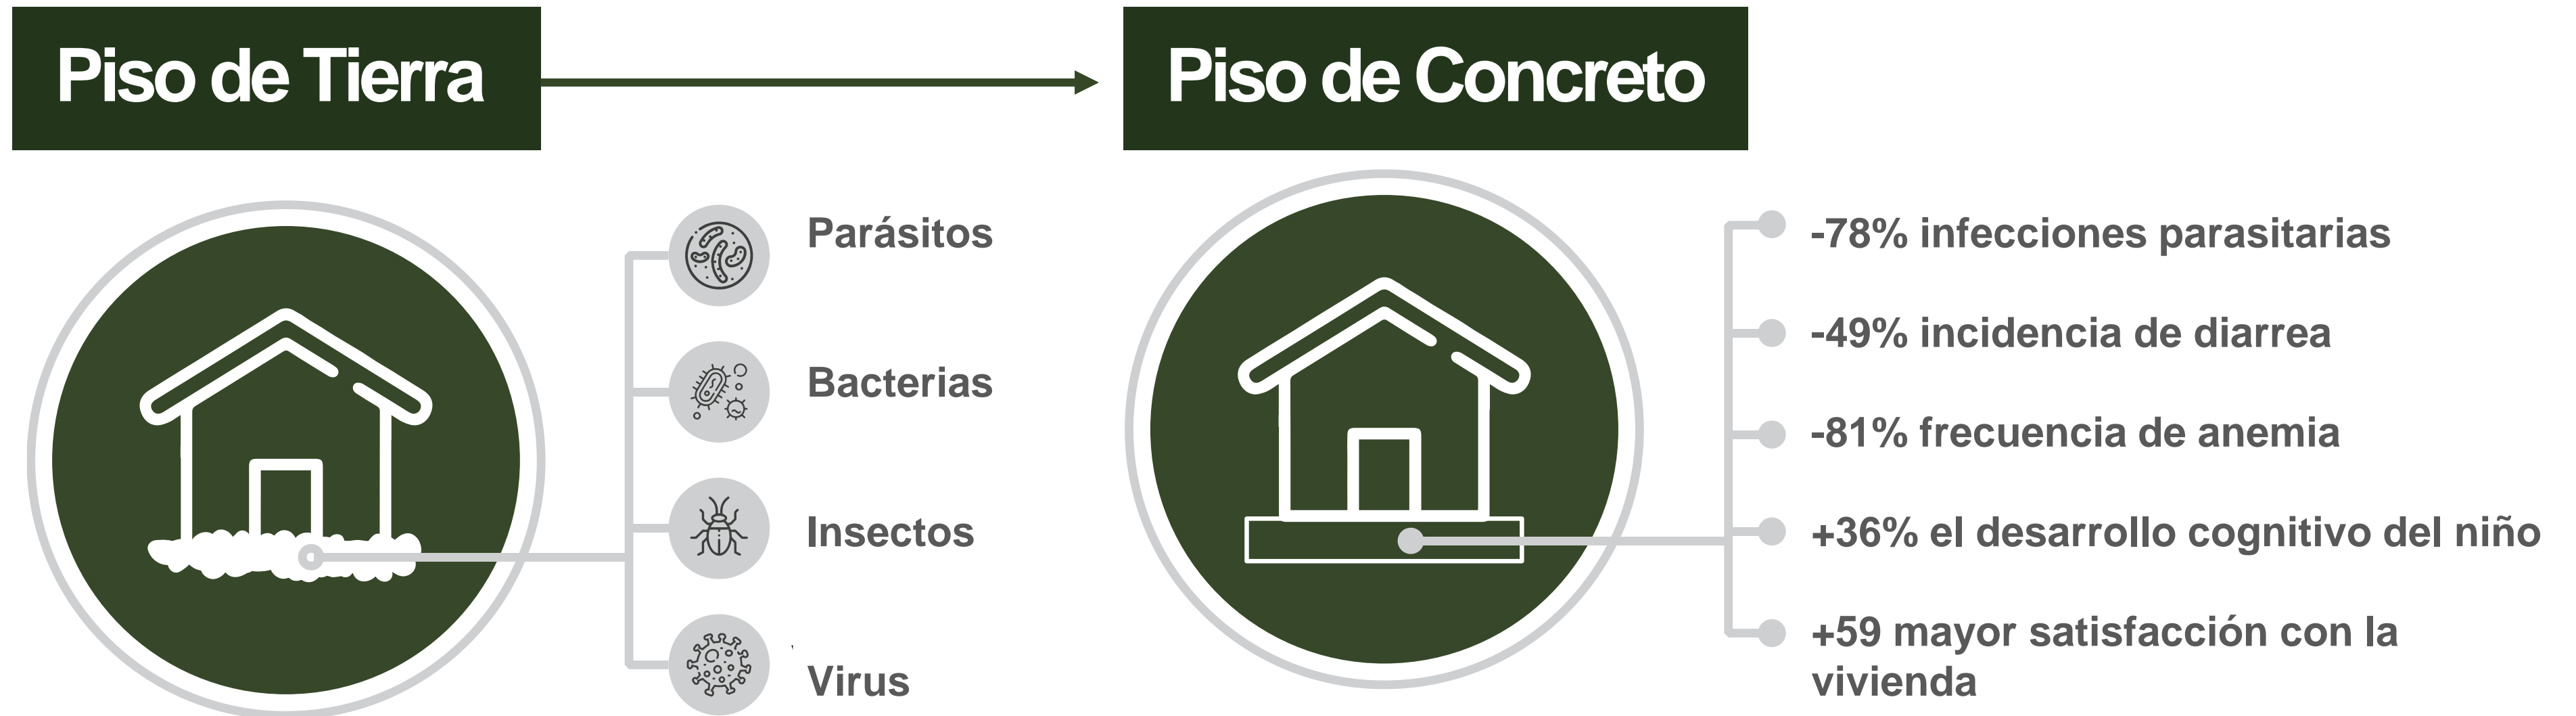 Piso de Tierra
Piso de Concreto
Parásitos
Bacterias
Insectos
Virus
-78% infecciones parasitarias
-49% incidencia de diarrea
-81% frecuencia de anemia
+36% el desarrollo cognitivo del niño
+59 mayor satisfacción con la
vivienda